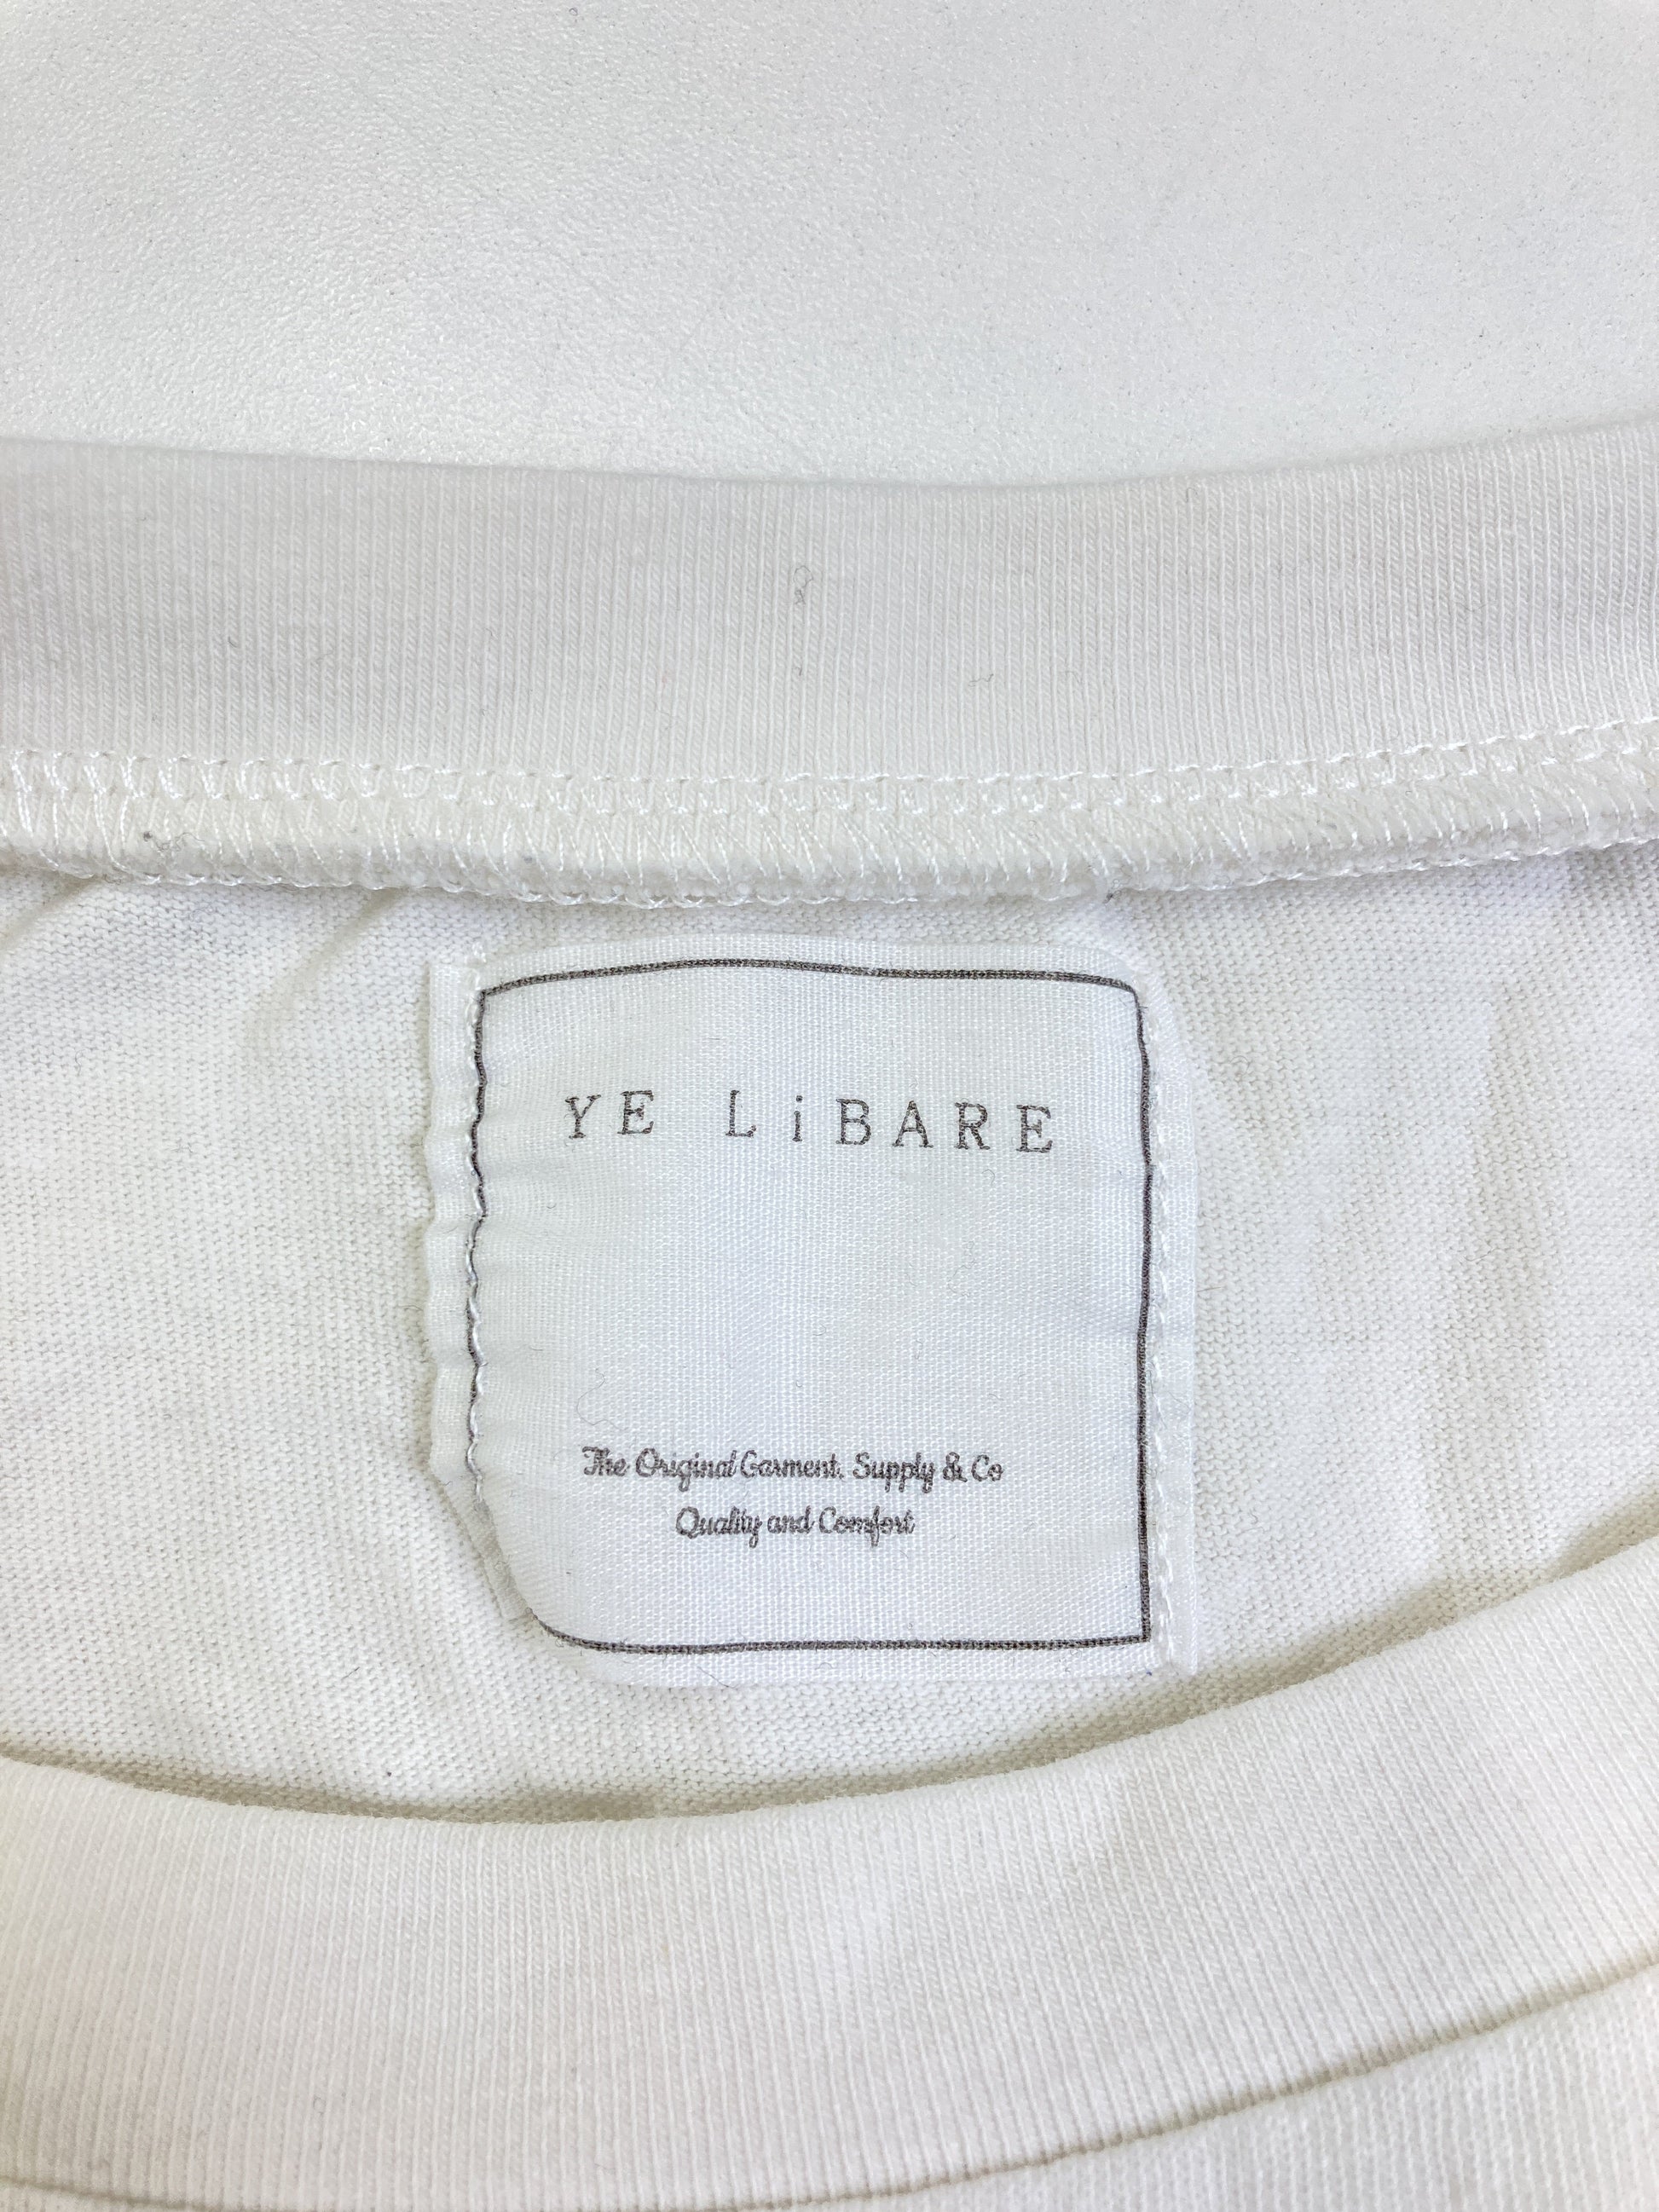 YE LiBARE
The Original Garment. Supply & Co
Quality and Comfort